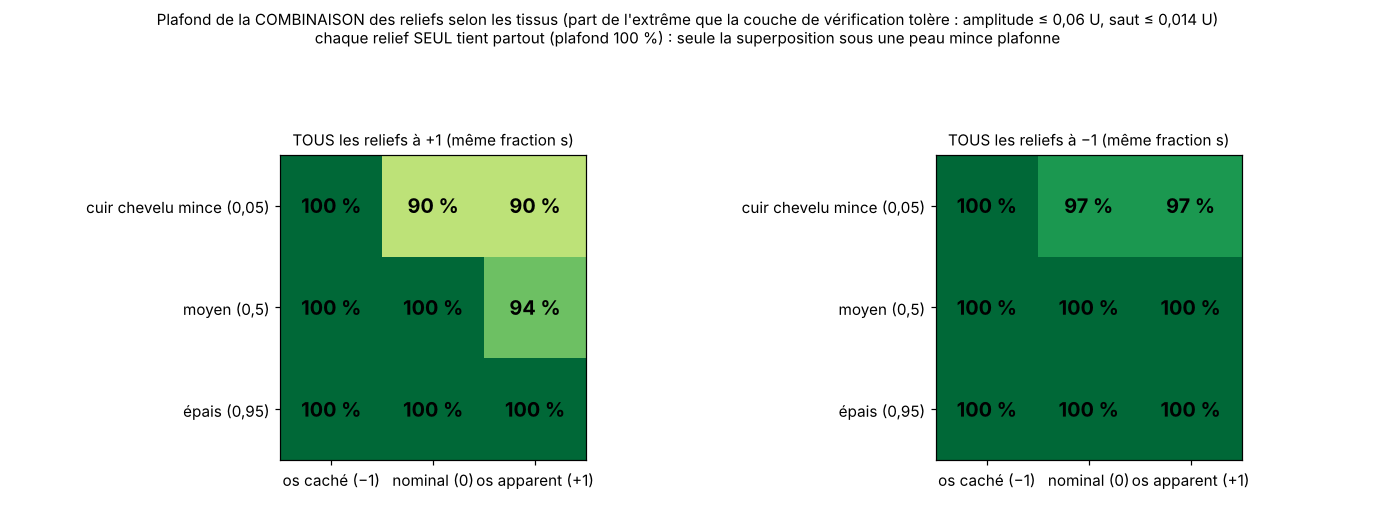 Plafond de la COMBINAISON des reliefs selon les tissus (part de l'extrême que la couche de vérification tolère : amplitude ≤ 0,06 U, saut ≤ 0,014 U)
chaque relief SEUL tient partout (plafond 100 %) : seule la superposition sous une peau mince plafonne
TOUS les reliefs à +1 (même fraction s)
cuir chevelu mince (0,05) 100 % 90 % 90 %
moyen (0,5) 100 % 100 % 94 %
épais (0,95) 100 % 100 % 100 %
os caché (−1) nominal (0) os apparent (+1)
TOUS les reliefs à −1 (même fraction s)
cuir chevelu mince (0,05) 100 % 97 % 97 %
moyen (0,5) 100 % 100 % 100 %
épais (0,95) 100 % 100 % 100 %
os caché (−1) nominal (0) os apparent (+1)